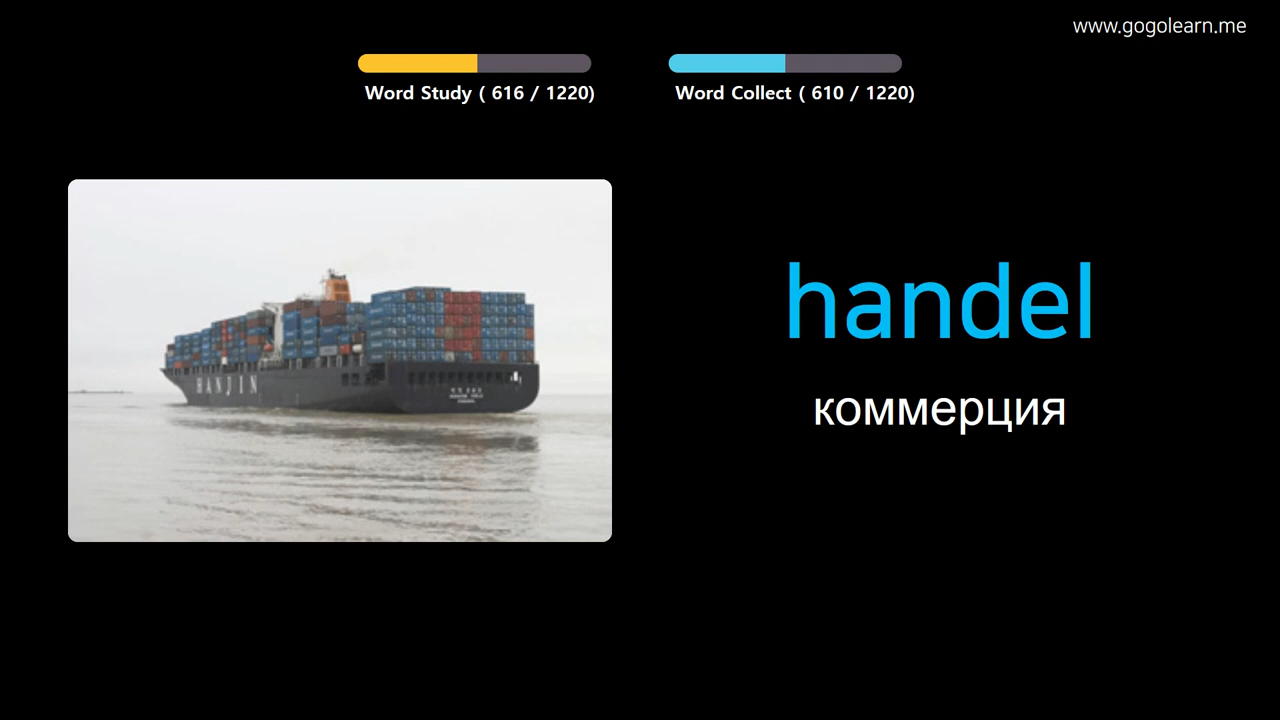 www.gogolearn.me
Word Study ( 616 / 1220)
Word Collect ( 610 / 1220)
HANJIN
handel
коммерция